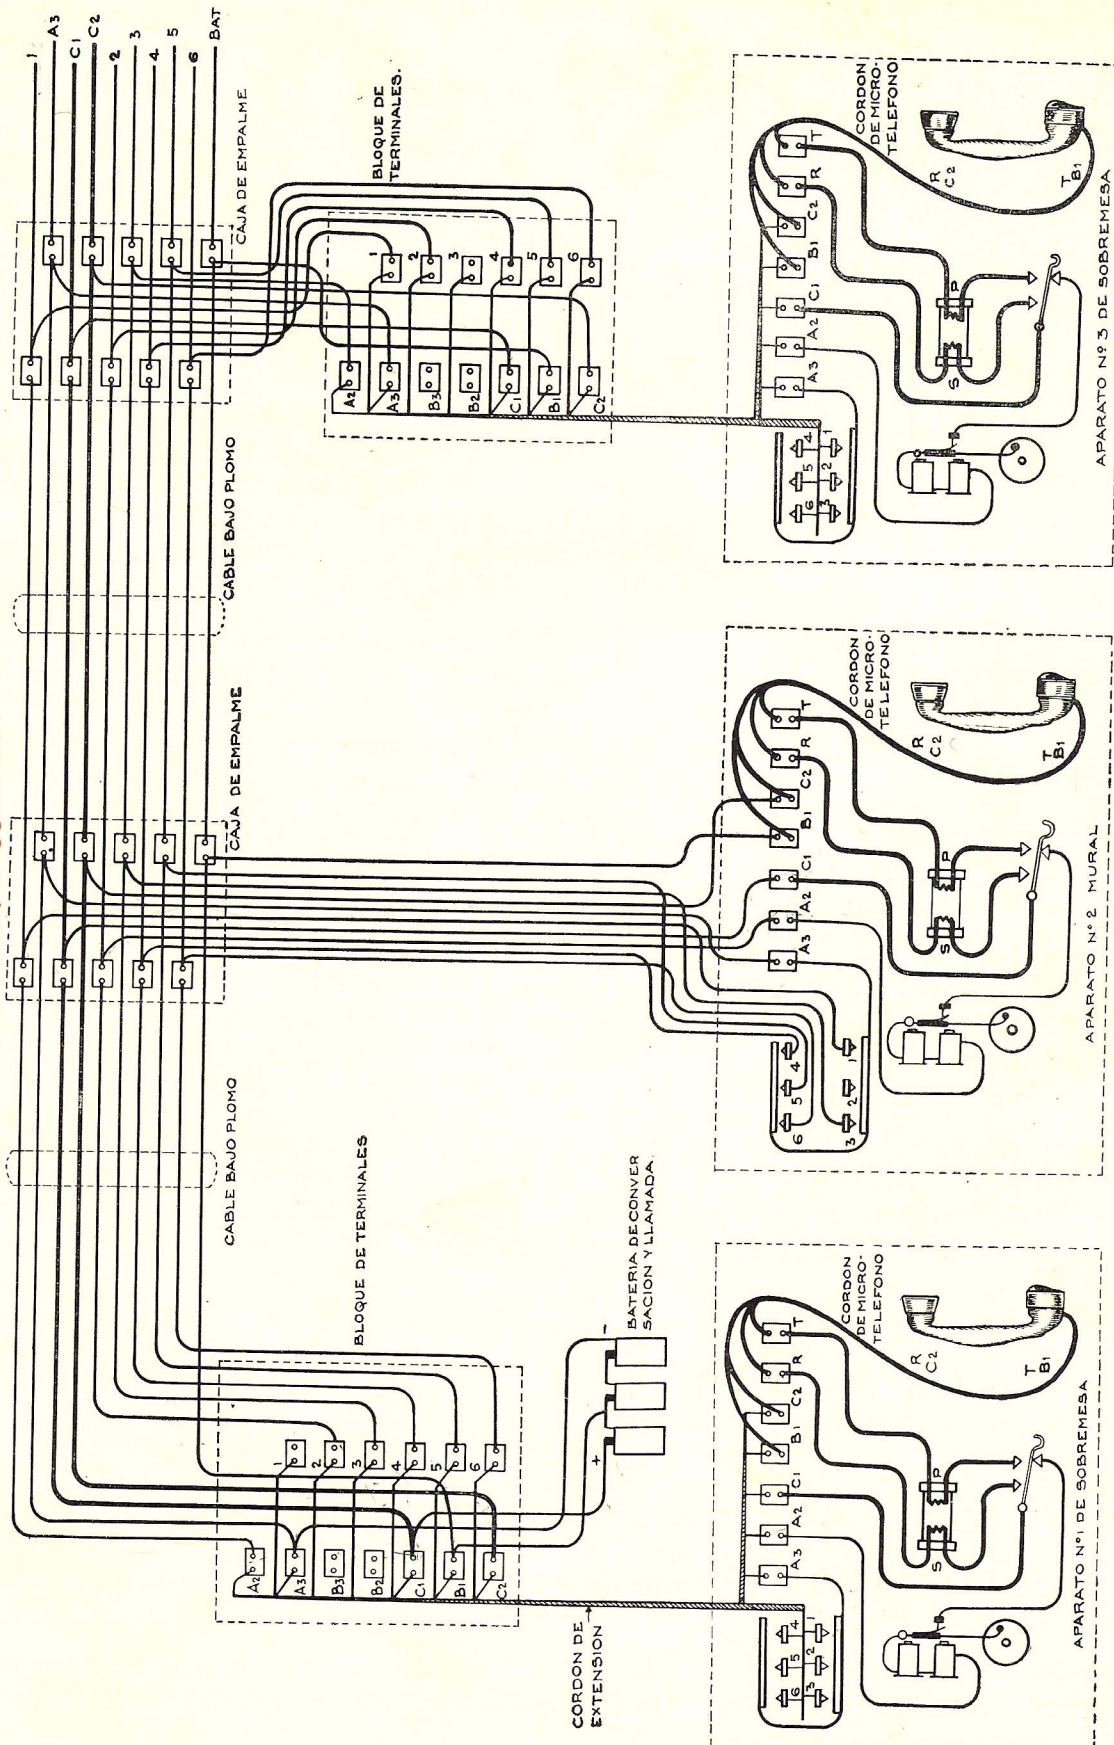 1
A3
C1
C2
2
3
4
5
6
BAT
CABLE BAJO PLOMO
CAJA DE EMPALME
CABLE BAJO PLOMO
CAJA DE EMPALME
BLOQUE DE TERMINALES
A2
A3
B3
B2
C1
B1
C2
1
2
3
4
5
6
BLOQUE DE
TERMINALES.
A2
A3
B3
B2
C1
B1
C2
1
2
3
4
5
6
CORDON DE
EXTENSION
+
-
BATERIA DE CONVER
SACION Y LLAMADA.
6
5
4
3
2
1
A3
A2
C1
B1
C2
R
T
CORDON
DE MICRO-
TELEFONO
R
C2
T
B1
S
P
APARATO Nº 1 DE SOBREMESA
6
5
4
3
2
1
A3
A2
C1
B1
C2
R
T
CORDON
DE MICRO-
TELEFONO
R
C2
T
B1
S
P
APARATO Nº 2 MURAL
6
5
4
3
2
1
A3
A2
C1
B1
C2
R
T
CORDON
DE MICRO-
TELEFONO
R
C2
T
B1
S
P
APARATO Nº 3 DE SOBREMESA